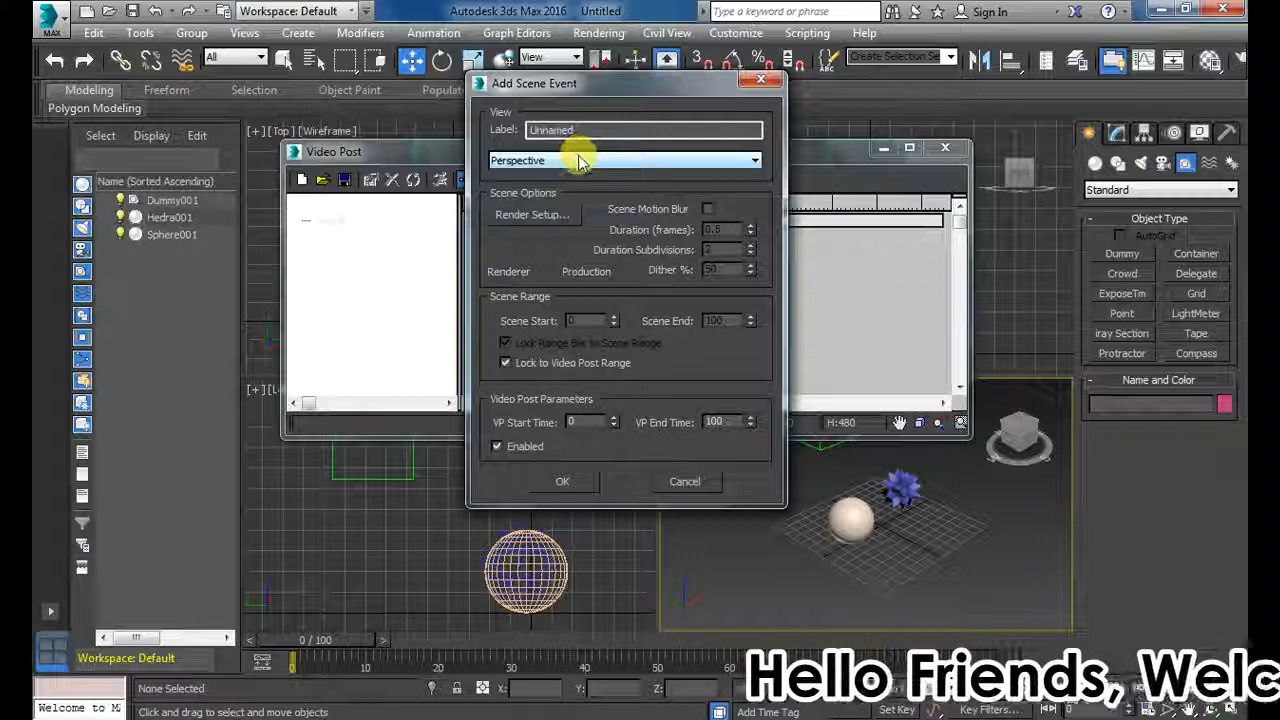 Workspace: Default
Autodesk 3ds Max 2016 Untitled
Type a keyword or phrase
Sign In
MAX
Edit Tools Group Views Create Modifiers Animation Graph Editors Rendering Civil View Customize Scripting Help
All
View
Create Selection Se
Modeling Freeform Selection Object Paint Populat
Polygon Modeling
Select Display Edit
Name (Sorted Ascending)
Dummy001
Hedra001
Sphere001
[+] [Top] [Wireframe]
Video Post
Add Scene Event
View
Label: Unnamed
Perspective
Scene Options
Render Setup...
Scene Motion Blur
Duration (frames): 0.5
Duration Subdivisions: 2
Renderer Production Dither %: 50
Scene Range
Scene Start: 0 Scene End: 100
Lock Range Bar to Scene Range
Lock to Video Post Range
Video Post Parameters
VP Start Time: 0 VP End Time: 100
Enabled
OK Cancel
H:480
Standard
Object Type
AutoGrid
Dummy Container
Crowd Delegate
ExposeTm Grid
Point LightMeter
iray Section Tape
Protractor Compass
Name and Color
0 / 100
Workspace: Default
0 10 20 30 40 50 60
None Selected
X: Y: Z:
Welcome to M
Click and drag to select and move objects
Add Time Tag
Set Key
Key Filters...
Hello Friends, Welc